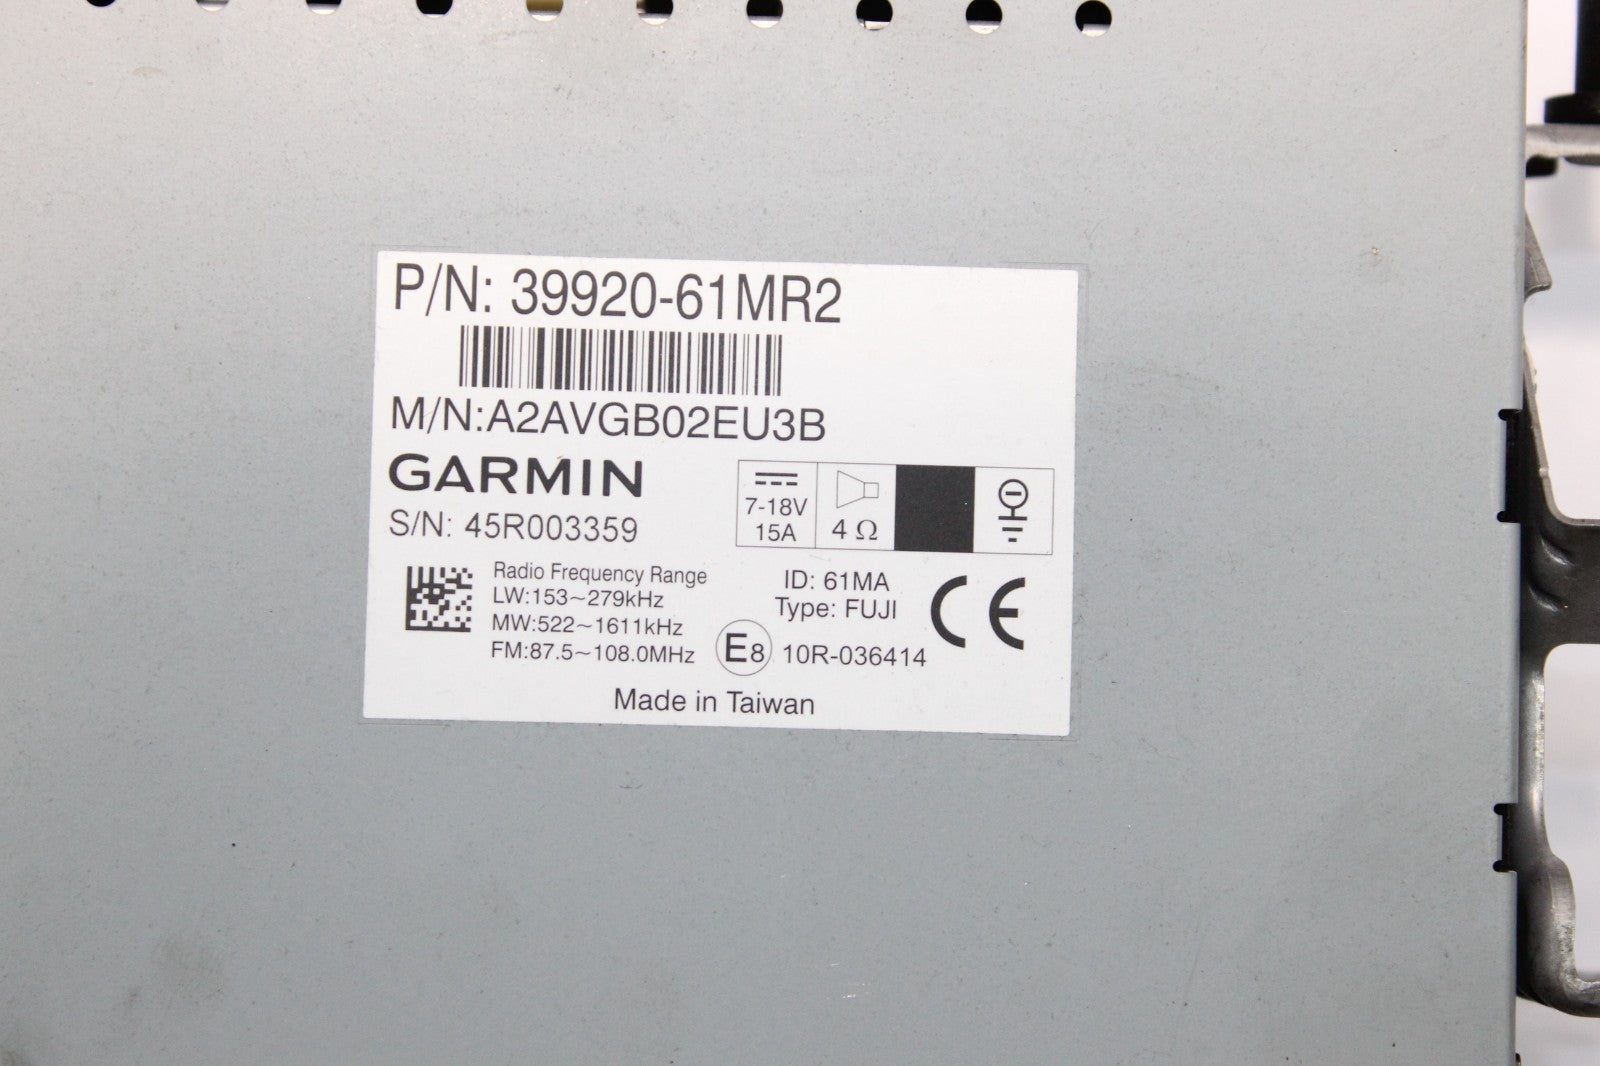 P/N: 39920-61MR2
M/N:A2AVGB02EU3B
GARMIN
S/N: 45R003359
7-18V
15A
4 Ω
Radio Frequency Range
LW:153~279kHz
MW:522~1611kHz
FM:87.5~108.0MHz
ID: 61MA
Type: FUJI
CE
E8 10R-036414
Made in Taiwan